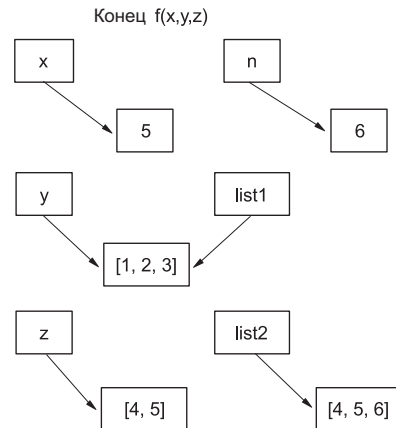 Конец f(x,y,z)
x n
5 6
y list1
[1, 2, 3]
z list2
[4, 5] [4, 5, 6]